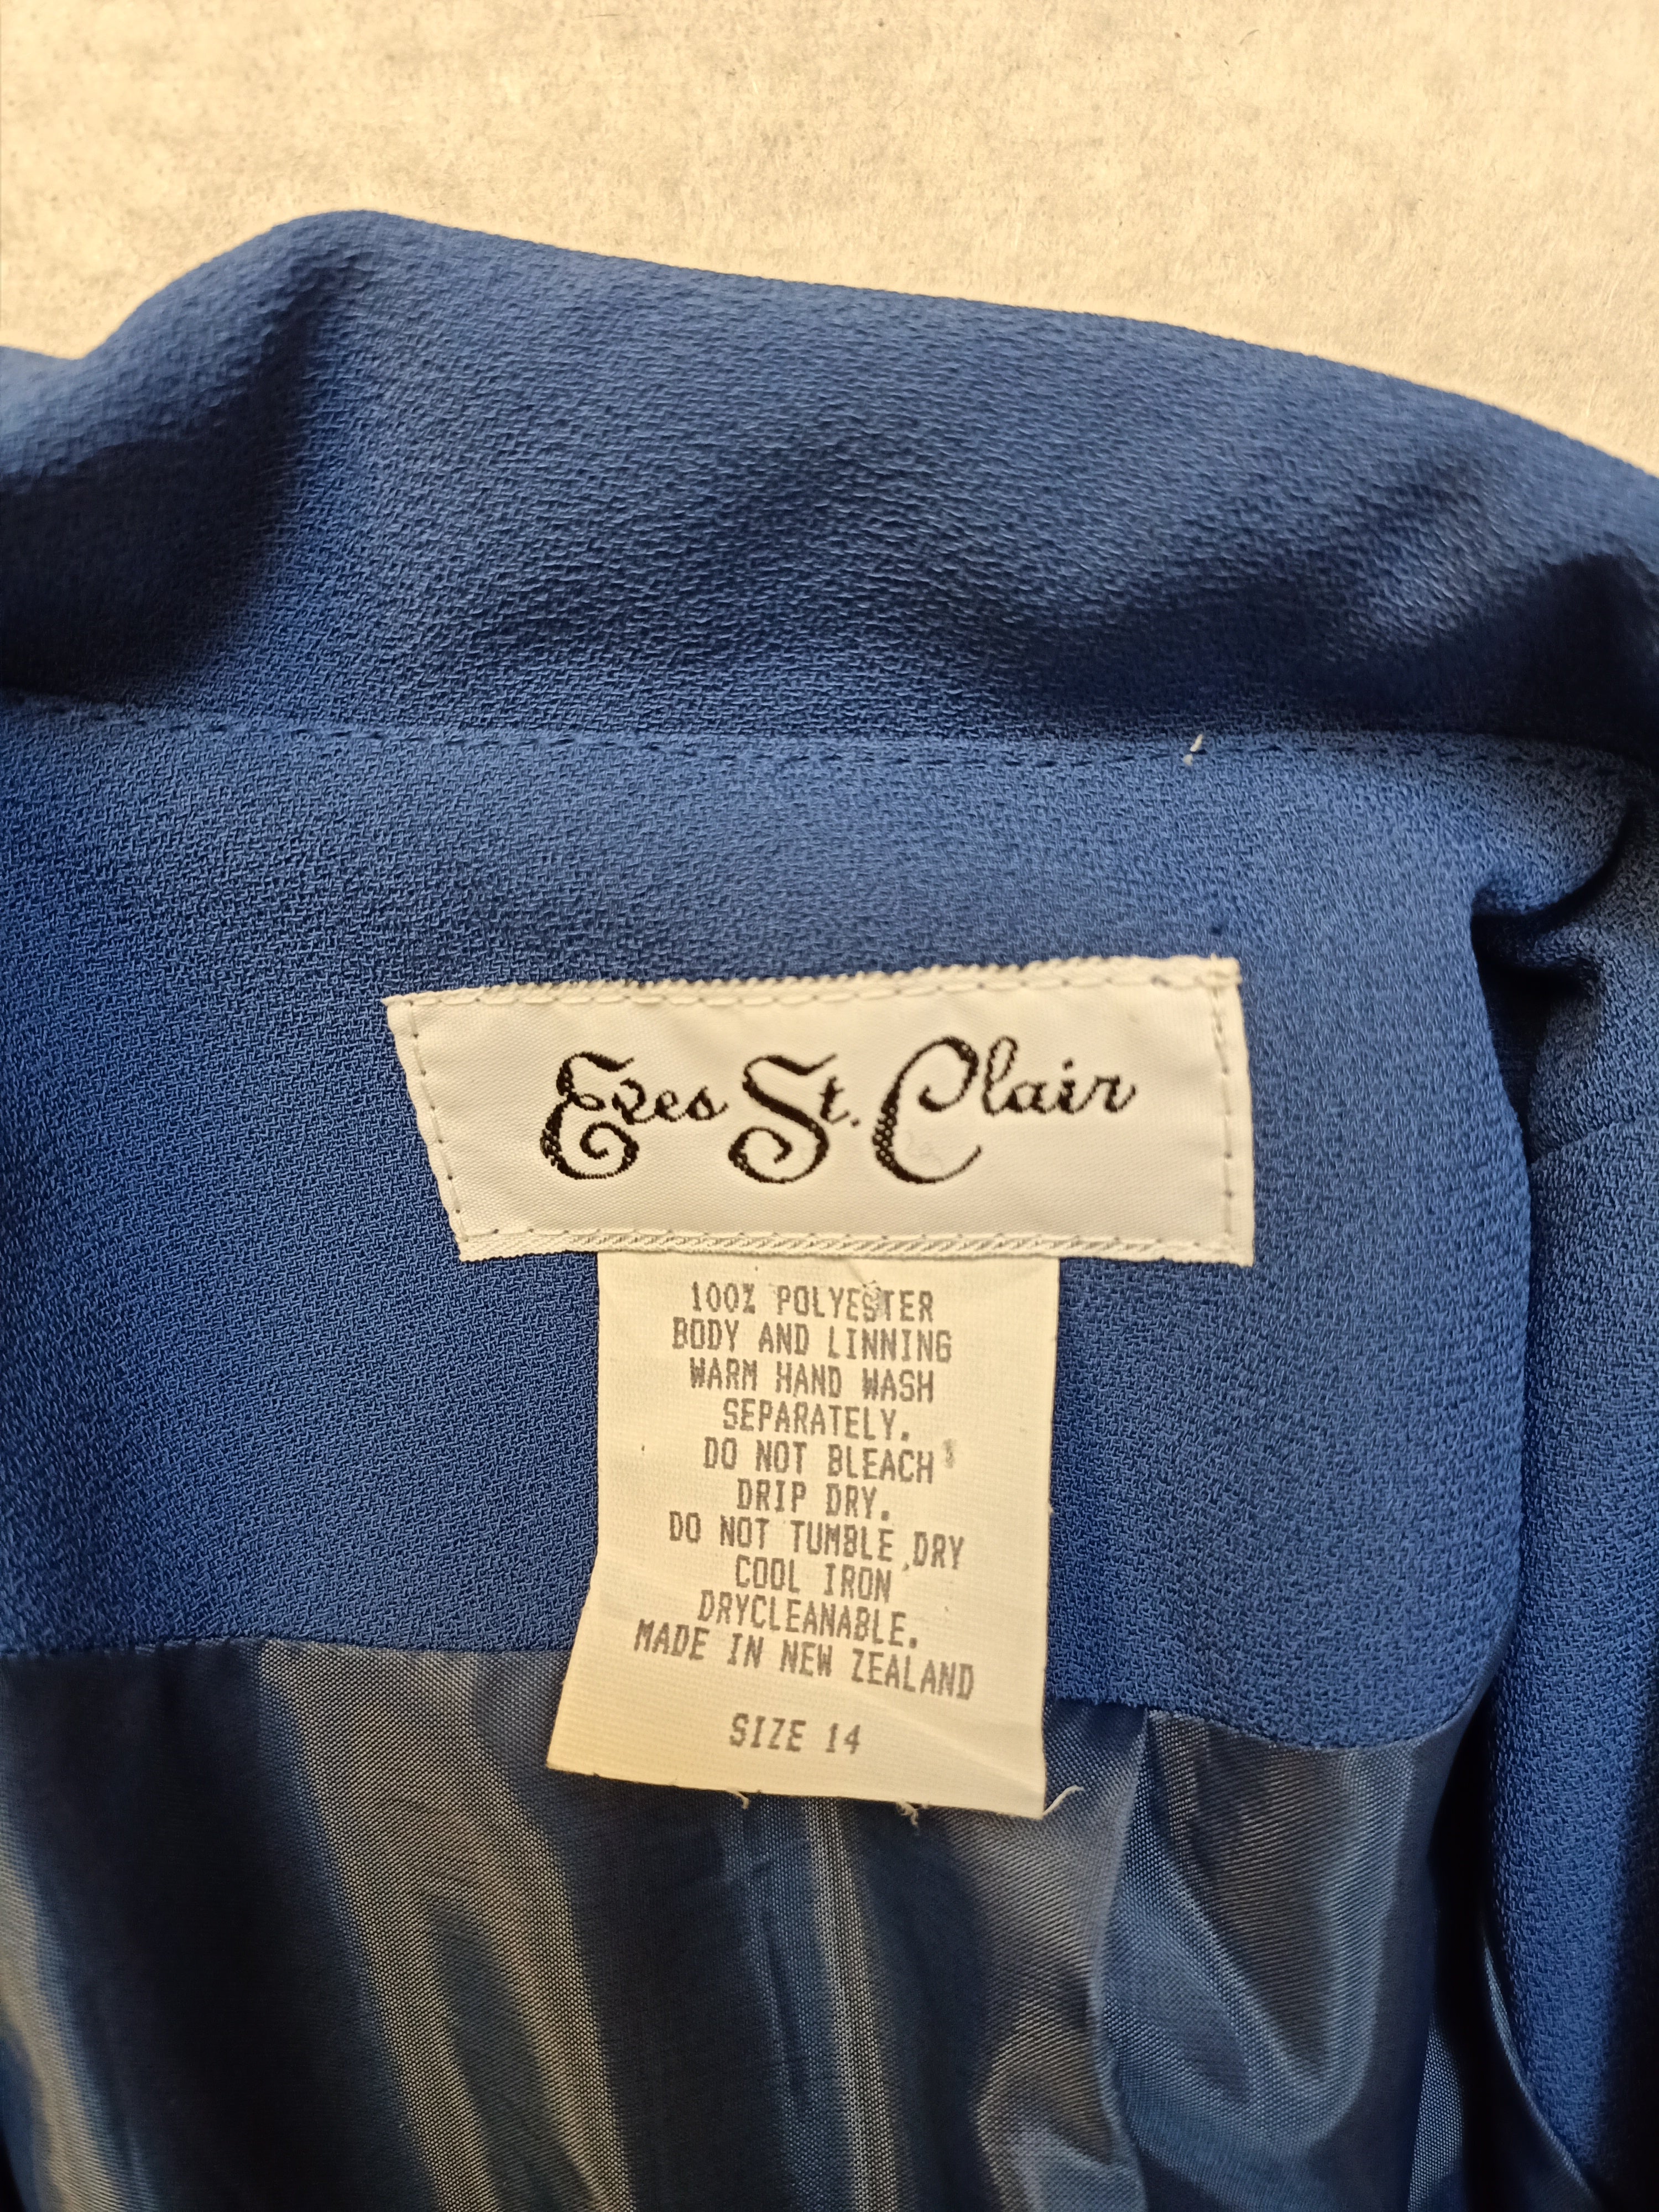 Eres St. Clair
100% POLYESTER
BODY AND LINNING
WARM HAND WASH
SEPARATELY.
DO NOT BLEACH
DRIP DRY.
DO NOT TUMBLE DRY
COOL IRON
DRYCLEANABLE.
MADE IN NEW ZEALAND
SIZE 14